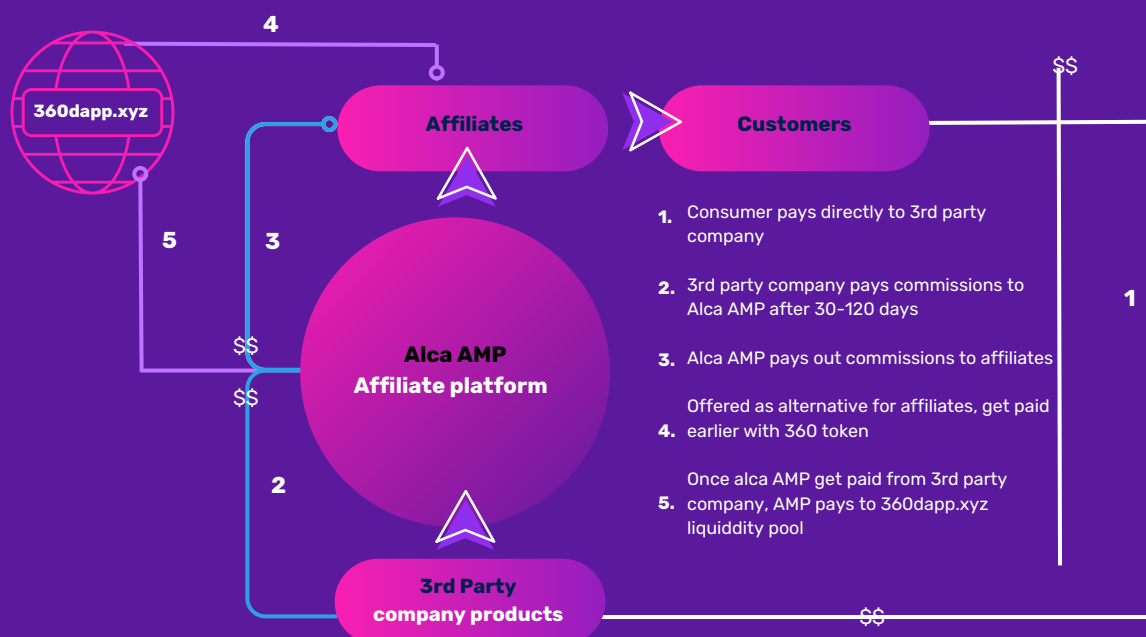 4
$$
360dapp.xyz
Affiliates
Customers
1. Consumer pays directly to 3rd party
company
5
3
2. 3rd party company pays commissions to
Alca AMP after 30-120 days
1
$$
$$
Alca AMP
Affiliate platform
3. Alca AMP pays out commissions to affiliates
Offered as alternative for affiliates, get paid
4. earlier with 360 token
2
Once alca AMP get paid from 3rd party
5. company, AMP pays to 360dapp.xyz
liquiddity pool
3rd Party
company products
$$